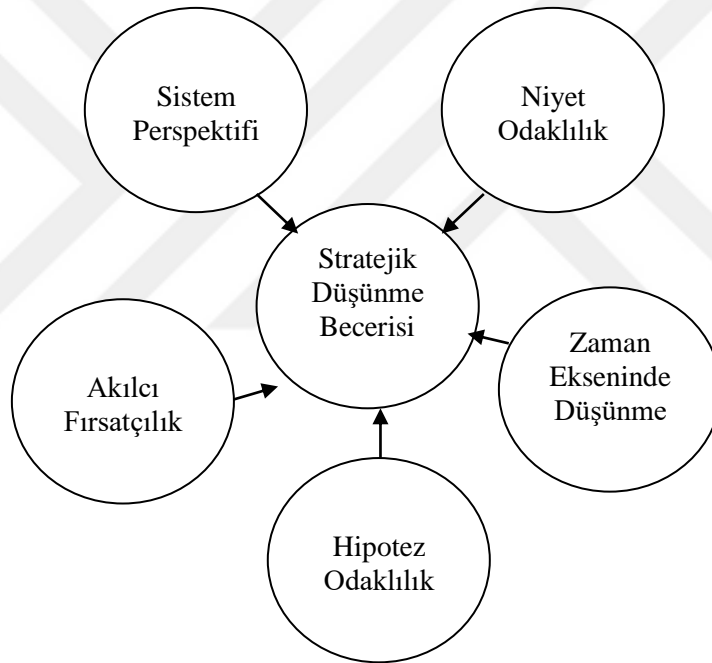 Sistem
Perspektifi
Niyet
Odaklılık
Stratejik
Düşünme
Becerisi
Zaman
Ekseninde
Düşünme
Akılcı
Fırsatçılık
Hipotez
Odaklılık